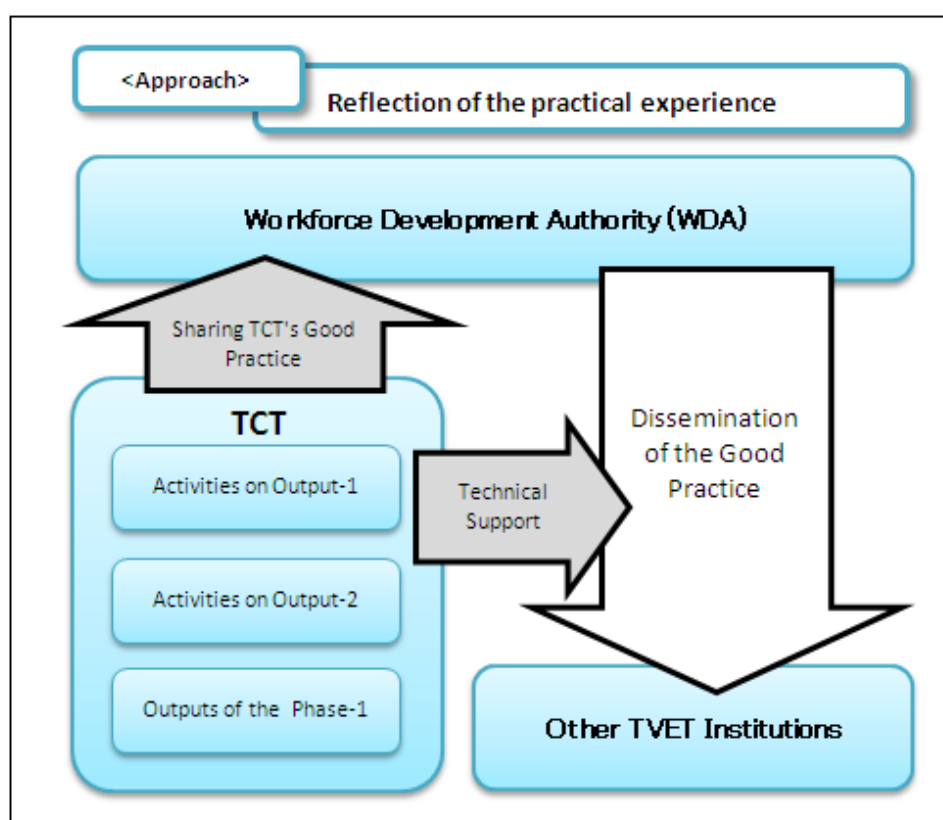 <Approach>
Reflection of the practical experience
Workforce Development Authority (WDA)
Sharing TCT's Good
Practice
TCT
Activities on Output-1
Activities on Output-2
Outputs of the Phase-1
Technical
Support
Dissemination
of the Good
Practice
Other TVET Institutions